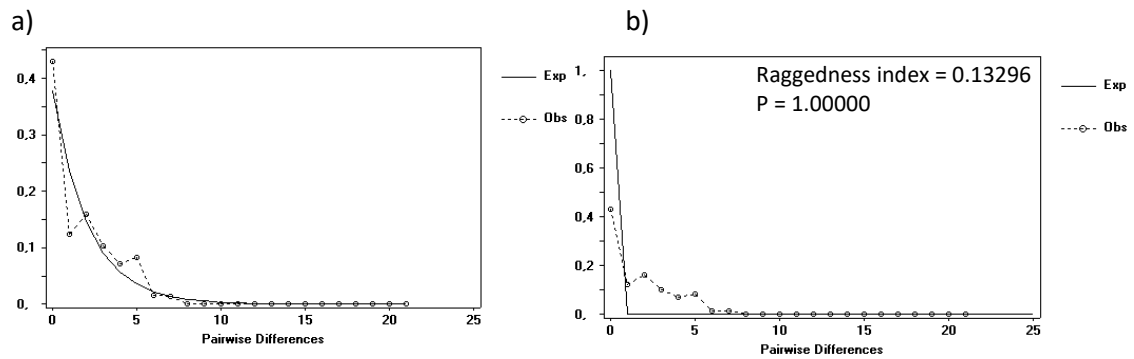 a)
0,4
0,3
0,2
0,1
0,
0 5 10 15 20 25
Pairwise Differences
Exp
Obs
b)
Raggedness index = 0.13296
P = 1.00000
1,
0,8
0,6
0,4
0,2
0,
0 5 10 15 20 25
Pairwise Differences
Exp
Obs